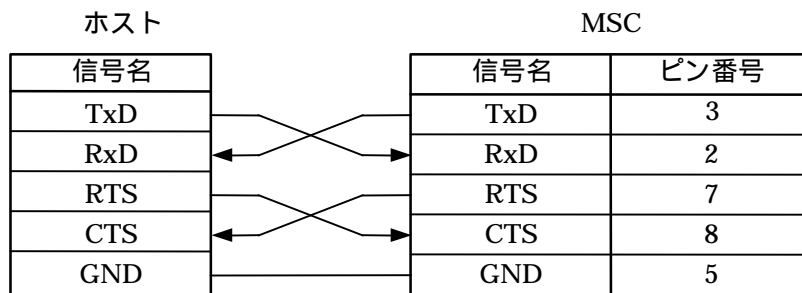 ホスト MSC
信号名 信号名 ピン番号
TxD TxD 3
RxD RxD 2
RTS RTS 7
CTS CTS 8
GND GND 5